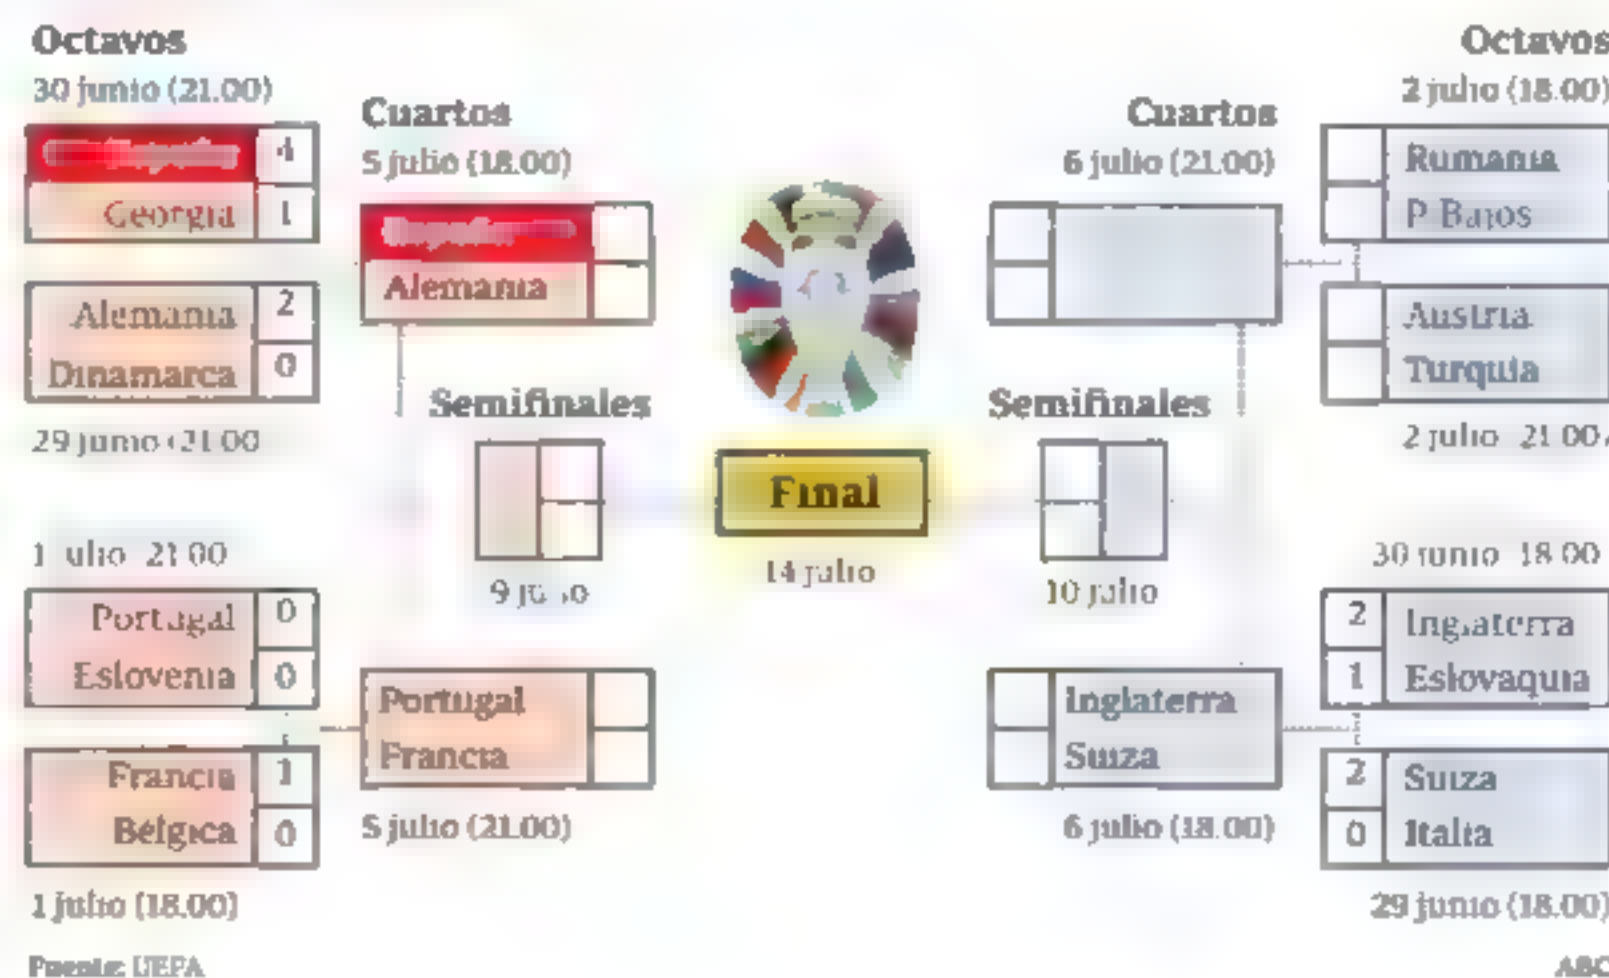 Octavos
30 junio (21.00)
4
Georgia 1
Alemania 2
Dinamarca 0
29 junio (21 00
1 ulio 21 00
Portugal 0
Eslovenia 0
Francia 1
Bélgica 0
1 julio (18.00)
Cuartos
5 julio (18.00)
España
Alemania
Semifinales
9 julio
Portugal
Francia
5 julio (21.00)
Final
14 julio
Cuartos
6 julio (21.00)
Semifinales
10 julio
Inglaterra
Suiza
6 julio (18.00)
Octavos
2 julio (18.00)
Rumanía
P Bajos
Austria
Turquía
2 julio 21 00
30 junio 18 00
2 Inglaterra
1 Eslovaquia
2 Suiza
0 Italia
29 junio (18.00)
Fuente: UEFA
ABC